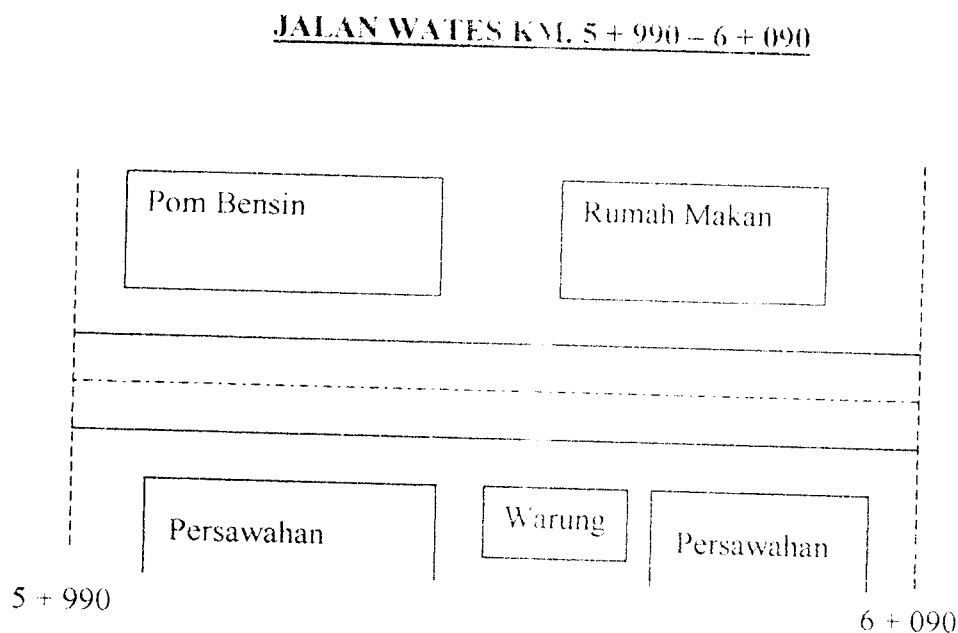 JALAN WATES KM. 5 + 990 – 6 + 090
Pom Bensin
Rumah Makan
Persawahan
Warung
Persawahan
5 + 990
6 + 090